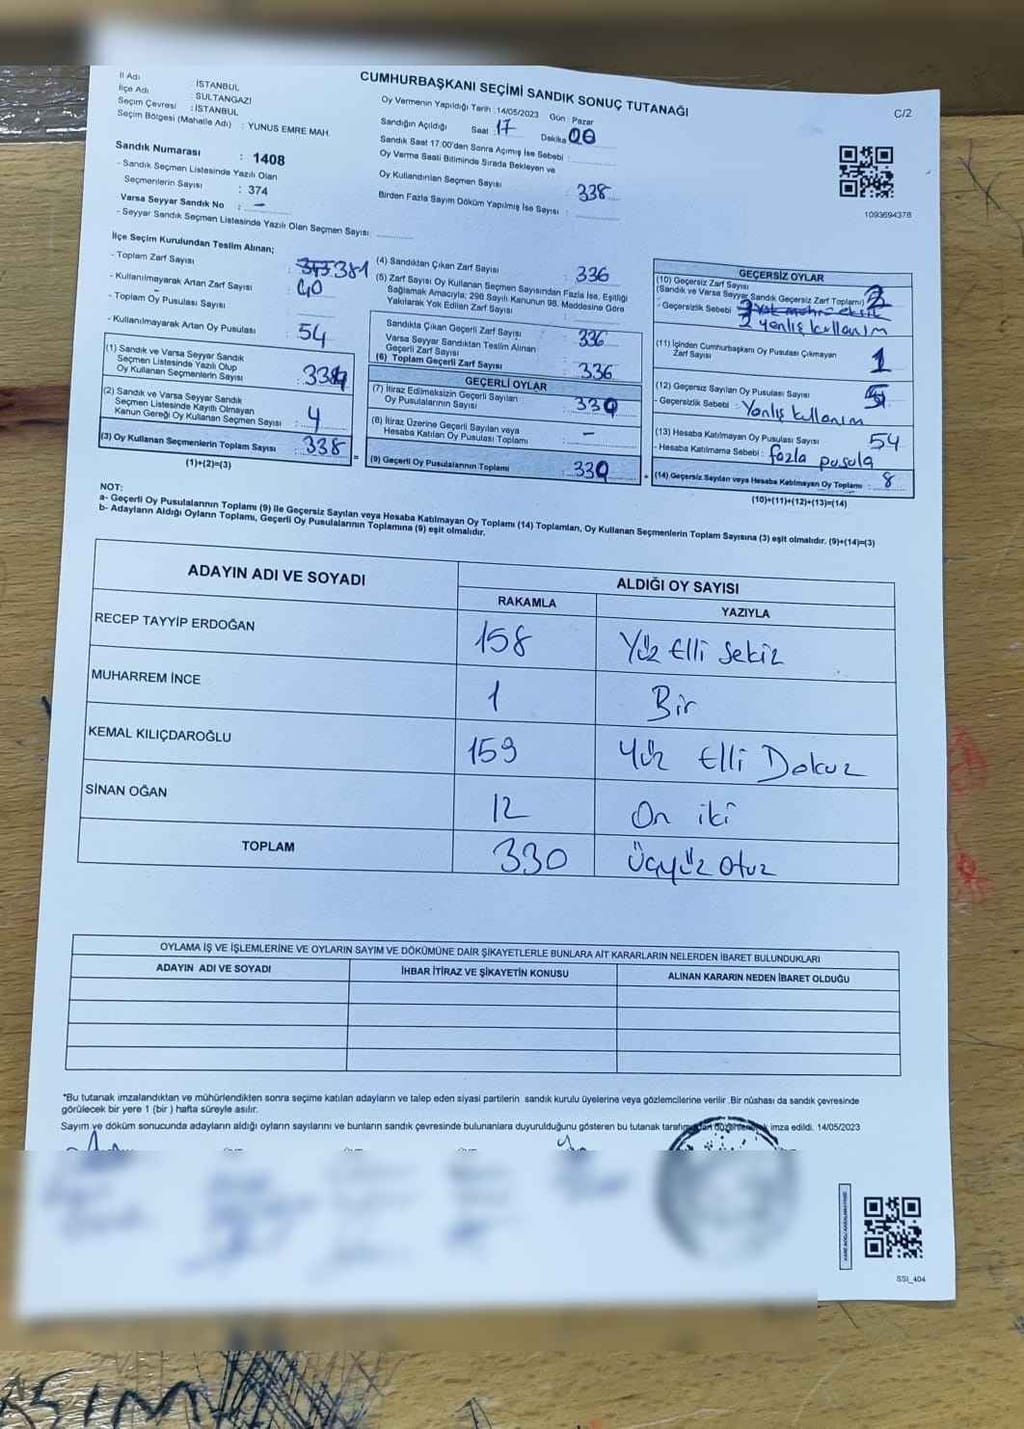 CUMHURBAŞKANI SEÇİMİ SANDIK SONUÇ TUTANAĞI
C/2
İl Adı : İSTANBUL
İlçe Adı : SULTANGAZİ
Seçim Çevresi : İSTANBUL
Seçim Bölgesi (Mahalle Adı) : YUNUS EMRE MAH.
Sandık Numarası : 1408
- Sandık Seçmen Listesinde Yazılı Olan
Seçmenlerin Sayısı : 374
Varsa Seyyar Sandık No : -
- Seyyar Sandık Seçmen Listesinde Yazılı Olan Seçmen Sayısı :
Oy Vermenin Yapıldığı Tarih : 14/05/2023 Gün : Pazar
Sandığın Açıldığı Saat 17 Dakika 00
Sandık Saat 17.00'den Sonra Açımış İse Sebebi :
Oy Verme Saati Bitiminde Sırada Bekleyen ve
Oy Kullandırılan Seçmen Sayısı : 338
Birden Fazla Sayım Döküm Yapılmış İse Sayısı :
1093694376
İlçe Seçim Kurulundan Teslim Alınan;
- Toplam Zarf Sayısı : 381
- Kullanılmayarak Artan Zarf Sayısı : 40
- Toplam Oy Pusulası Sayısı :
- Kullanılmayarak Artan Oy Pusulası : 54
(1) Sandık ve Varsa Seyyar Sandık
Seçmen Listesinde Yazılı Olup
Oy Kullanan Seçmenlerin Sayısı : 334
(2) Sandık ve Varsa Seyyar Sandık
Seçmen Listesinde Kayıtlı Olmayan
Kanun Gereği Oy Kullanan Seçmen Sayısı : 4
(3) Oy Kullanan Seçmenlerin Toplam Sayısı : 338
(1)+(2)=(3)
(4) Sandıktan Çıkan Zarf Sayısı : 336
(5) Zarf Sayısı Oy Kullanan Seçmen Sayısından Fazla İse, Eşitliği
Sağlamak Amacıyla; 298 Sayılı Kanunun 98. Maddesine Göre
Yakılarak Yok Edilen Zarf Sayısı :
Sandıkta Çıkan Geçerli Zarf Sayısı : 336
Varsa Seyyar Sandıktan Teslim Alınan
Geçerli Zarf Sayısı
(6) Toplam Geçerli Zarf Sayısı : 336
GEÇERLİ OYLAR
(7) İtiraz Edilmeksizin Geçerli Sayılan
Oy Pusulalarının Sayısı : 330
(8) İtiraz Üzerine Geçerli Sayılan veya
Hesaba Katılan Oy Pusulası Toplamı : -
(9) Geçerli Oy Pusulalarının Toplamı : 330
GEÇERSİZ OYLAR
(10) Geçersiz Zarf Sayısı
(Sandık ve Varsa Seyyar Sandık Geçersiz Zarf Toplamı) : 2
- Geçersizlik Sebebi :
2 yanlış kullanım
(11) İçinden Cumhurbaşkanı Oy Pusulası Çıkmayan
Zarf Sayısı : 1
(12) Geçersiz Sayılan Oy Pusulası Sayısı : 5
- Geçersizlik Sebebi : Yanlış kullanım
(13) Hesaba Katılmayan Oy Pusulası Sayısı : 54
- Hesaba Katılmama Sebebi : fazla pusula
(14) Geçersiz Sayılan veya Hesaba Katılmayan Oy Toplamı : 8
(10)+(11)+(12)+(13)=(14)
NOT:
a- Geçerli Oy Pusulalarının Toplamı (9) ile Geçersiz Sayılan veya Hesaba Katılmayan Oy Toplamı (14) Toplamları, Oy Kullanan Seçmenlerin Toplam Sayısına (3) eşit olmalıdır. (9)+(14)=(3)
b- Adayların Aldığı Oyların Toplamı, Geçerli Oy Pusulalarının Toplamına (9) eşit olmalıdır.
ADAYIN ADI VE SOYADI
ALDIĞI OY SAYISI
RAKAMLA YAZIYLA
RECEP TAYYİP ERDOĞAN 158 Yüz Elli Sekiz
MUHARREM İNCE 1 Bir
KEMAL KILIÇDAROĞLU 159 Yüz Elli Dokuz
SİNAN OĞAN 12 On iki
TOPLAM 330 Üçyüz otuz
OYLAMA İŞ VE İŞLEMLERİNE VE OYLARIN SAYIM VE DÖKÜMÜNE DAİR ŞİKAYETLERLE BUNLARA AİT KARARLARIN NELERDEN İBARET BULUNDUKLARI
ADAYIN ADI VE SOYADI İHBAR İTİRAZ VE ŞİKAYETİN KONUSU ALINAN KARARIN NEDEN İBARET OLDUĞU
*Bu tutanak imzalandıktan ve mühürlendikten sonra seçime katılan adayların ve talep eden siyasi partilerin sandık kurulu üyelerine veya gözlemcilerine verilir .Bir nüshası da sandık çevresinde
görülecek bir yere 1 (bir ) hafta süreyle asılır.
Sayım ve döküm sonucunda adayların aldığı oyların sayılarını ve bunların sandık çevresinde bulunanlara duyurulduğunu gösteren bu tutanak imza edildi. 14/05/2023
SSI_404